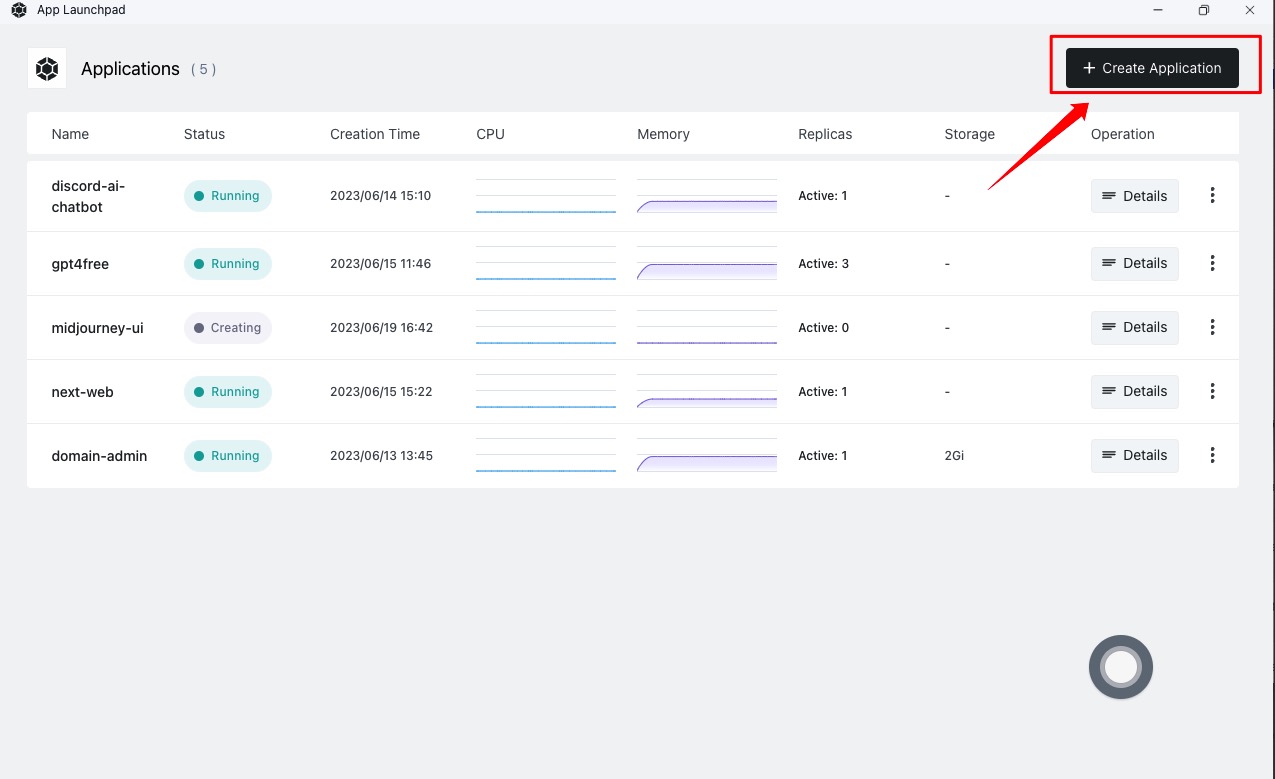 App Launchpad
Applications ( 5 )
+ Create Application
Name Status Creation Time CPU Memory Replicas Storage Operation
discord-ai-
chatbot
Running 2023/06/14 15:10 Active: 1 - Details
gpt4free Running 2023/06/15 11:46 Active: 3 - Details
midjourney-ui Creating 2023/06/19 16:42 Active: 0 - Details
next-web Running 2023/06/15 15:22 Active: 1 - Details
domain-admin Running 2023/06/13 13:45 Active: 1 2Gi Details